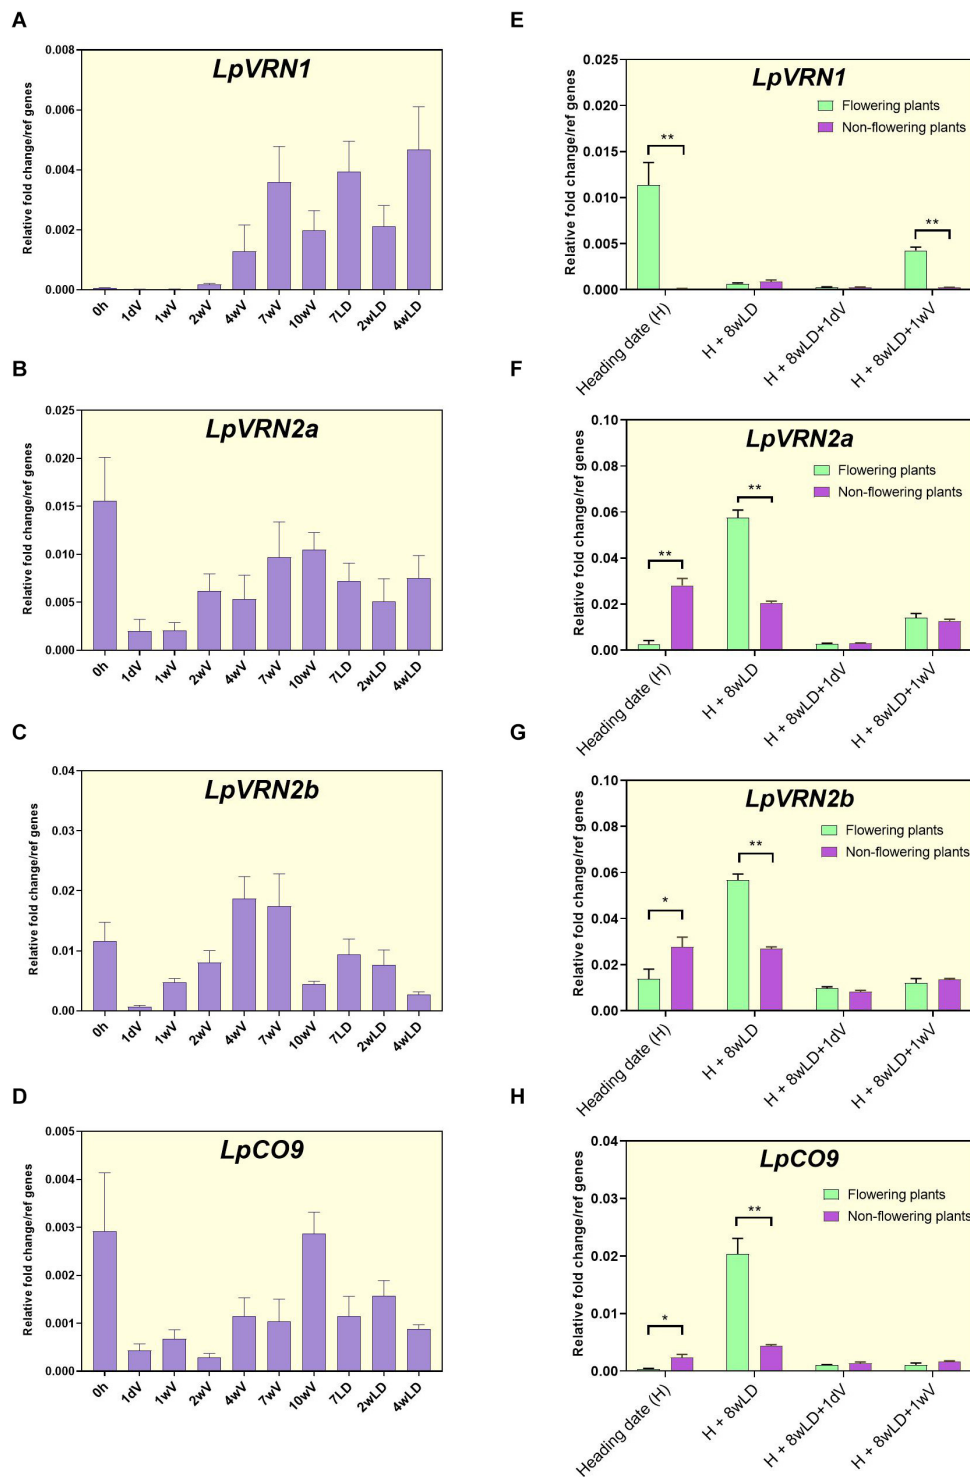 A
LpVRN1
Relative fold change/ref genes
0.008
0.006
0.004
0.002
0.000
0h
1dV
1wV
2wV
4wV
7wV
10wV
7LD
2wLD
4wLD
B
LpVRN2a
Relative fold change/ref genes
0.025
0.020
0.015
0.010
0.005
0.000
0h
1dV
1wV
2wV
4wV
7wV
10wV
7LD
2wLD
4wLD
C
LpVRN2b
Relative fold change/ref genes
0.04
0.03
0.02
0.01
0.00
0h
1dV
1wV
2wV
4wV
7wV
10wV
7LD
2wLD
4wLD
D
LpCO9
Relative fold change/ref genes
0.005
0.004
0.003
0.002
0.001
0.000
0h
1dV
1wV
2wV
4wV
7wV
10wV
7LD
2wLD
4wLD
E
LpVRN1
Relative fold change/ref genes
0.025
0.020
0.015
0.010
0.005
0.000
Flowering plants
Non-flowering plants
**
**
Heading date (H)
H + 8wLD
H + 8wLD+1dV
H + 8wLD+1wV
F
LpVRN2a
Relative fold change/ref genes
0.10
0.08
0.06
0.04
0.02
0.00
Flowering plants
Non-flowering plants
**
**
Heading date (H)
H + 8wLD
H + 8wLD+1dV
H + 8wLD+1wV
G
LpVRN2b
Relative fold change/ref genes
0.10
0.08
0.06
0.04
0.02
0.00
Flowering plants
Non-flowering plants
*
**
Heading date (H)
H + 8wLD
H + 8wLD+1dV
H + 8wLD+1wV
H
LpCO9
Relative fold change/ref genes
0.04
0.03
0.02
0.01
0.00
Flowering plants
Non-flowering plants
*
**
Heading date (H)
H + 8wLD
H + 8wLD+1dV
H + 8wLD+1wV